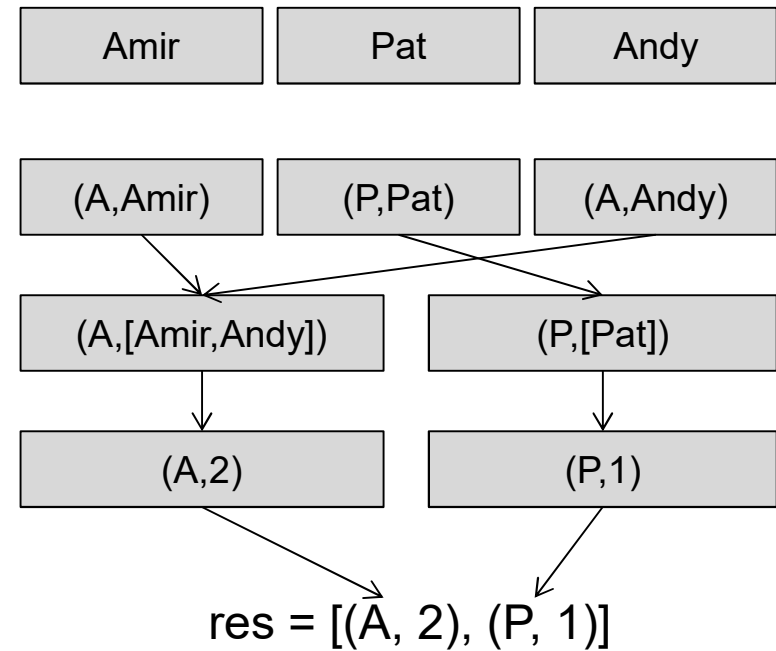 Amir Pat Andy
(A,Amir) (P,Pat) (A,Andy)
(A,[Amir,Andy]) (P,[Pat])
(A,2) (P,1)
res = [(A, 2), (P, 1)]